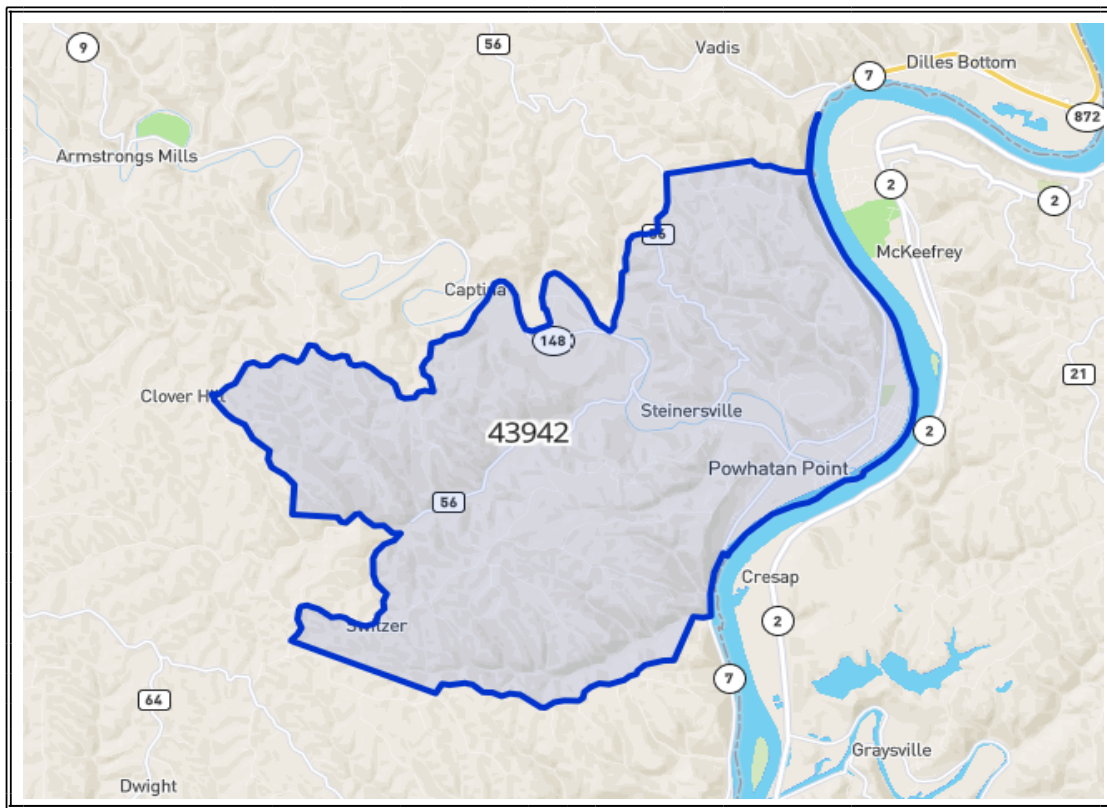 9
56
Vadis
7
Dilles Bottom
872
Armstrongs Mills
2
2
56
McKeefrey
Captina
148
21
Clover Hill
Steinersville
43942
2
Powhatan Point
56
Cresap
2
Switzer
7
64
Graysville
Dwight